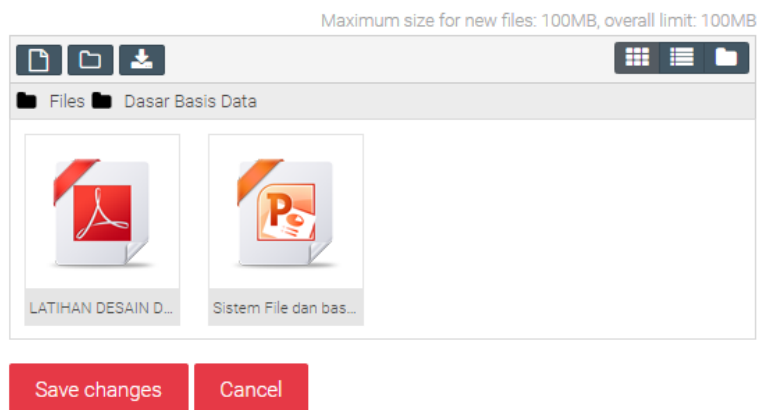 Maximum size for new files: 100MB, overall limit: 100MB
Files Dasar Basis Data
LATIHAN DESAIN D...
Sistem File dan bas...
Save changes
Cancel